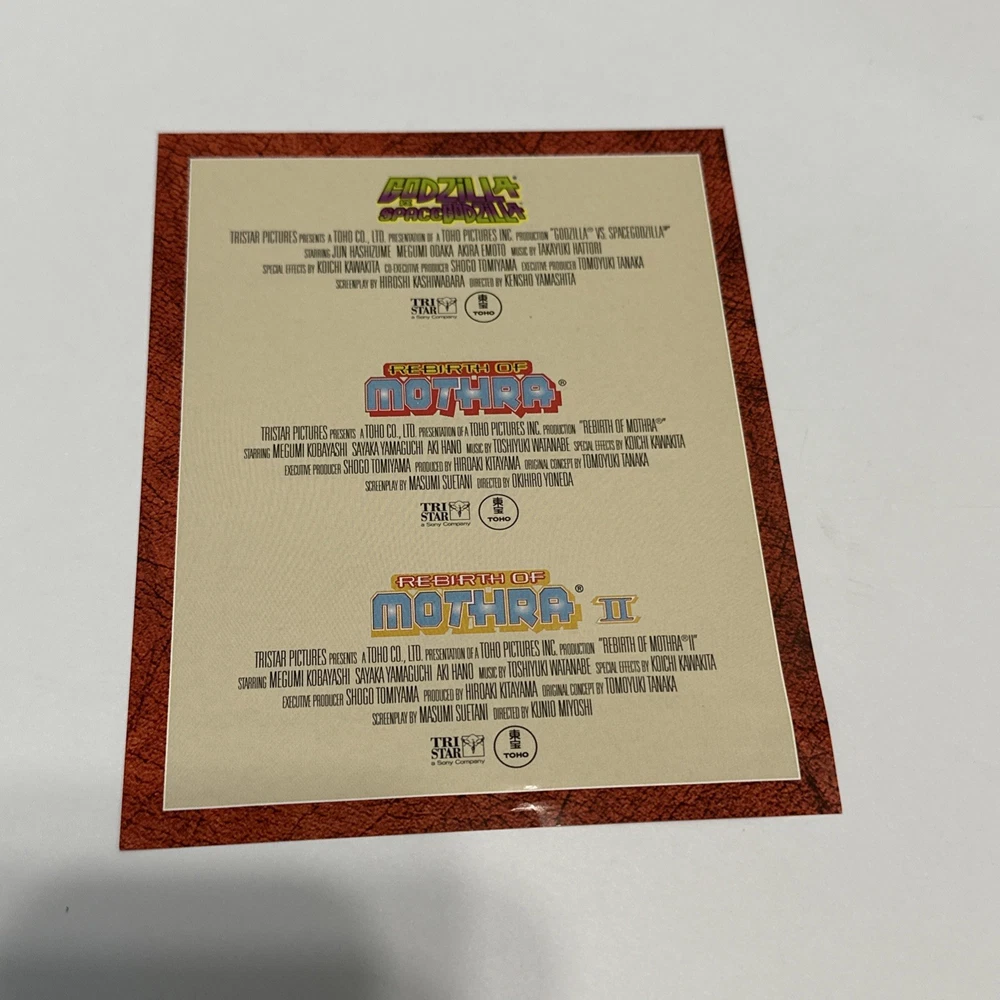 GODZILLA®
VS.
SPACEGODZILLA®
TRISTAR PICTURES PRESENTS A TOHO CO., LTD. PRESENTATION OF A TOHO PICTURES INC. PRODUCTION "GODZILLA® VS. SPACEGODZILLA®"
STARRING JUN HASHIZUME MEGUMI ODAKA AKIRA EMOTO MUSIC BY TAKAYUKI HATTORI
SPECIAL EFFECTS BY KOICHI KAWAKITA CO-EXECUTIVE PRODUCER SHOGO TOMIYAMA EXECUTIVE PRODUCER TOMOYUKI TANAKA
SCREENPLAY BY HIROSHI KASHIWABARA DIRECTED BY KENSHO YAMASHITA
TRI
STAR
a Sony Company
東宝
TOHO
REBIRTH OF
MOTHRA®
TRISTAR PICTURES PRESENTS A TOHO CO., LTD. PRESENTATION OF A TOHO PICTURES INC. PRODUCTION "REBIRTH OF MOTHRA®"
STARRING MEGUMI KOBAYASHI SAYAKA YAMAGUCHI AKI HANO MUSIC BY TOSHIYUKI WATANABE SPECIAL EFFECTS BY KOICHI KAWAKITA
EXECUTIVE PRODUCER SHOGO TOMIYAMA PRODUCED BY HIROAKI KITAYAMA ORIGINAL CONCEPT BY TOMOYUKI TANAKA
SCREENPLAY BY MASUMI SUETANI DIRECTED BY OKIHIRO YONEDA
TRI
STAR
a Sony Company
東宝
TOHO
REBIRTH OF
MOTHRA® II
TRISTAR PICTURES PRESENTS A TOHO CO., LTD. PRESENTATION OF A TOHO PICTURES INC. PRODUCTION "REBIRTH OF MOTHRA® II"
STARRING MEGUMI KOBAYASHI SAYAKA YAMAGUCHI AKI HANO MUSIC BY TOSHIYUKI WATANABE SPECIAL EFFECTS BY KOICHI KAWAKITA
EXECUTIVE PRODUCER SHOGO TOMIYAMA PRODUCED BY HIROAKI KITAYAMA ORIGINAL CONCEPT BY TOMOYUKI TANAKA
SCREENPLAY BY MASUMI SUETANI DIRECTED BY KUNIO MIYOSHI
TRI
STAR
a Sony Company
東宝
TOHO